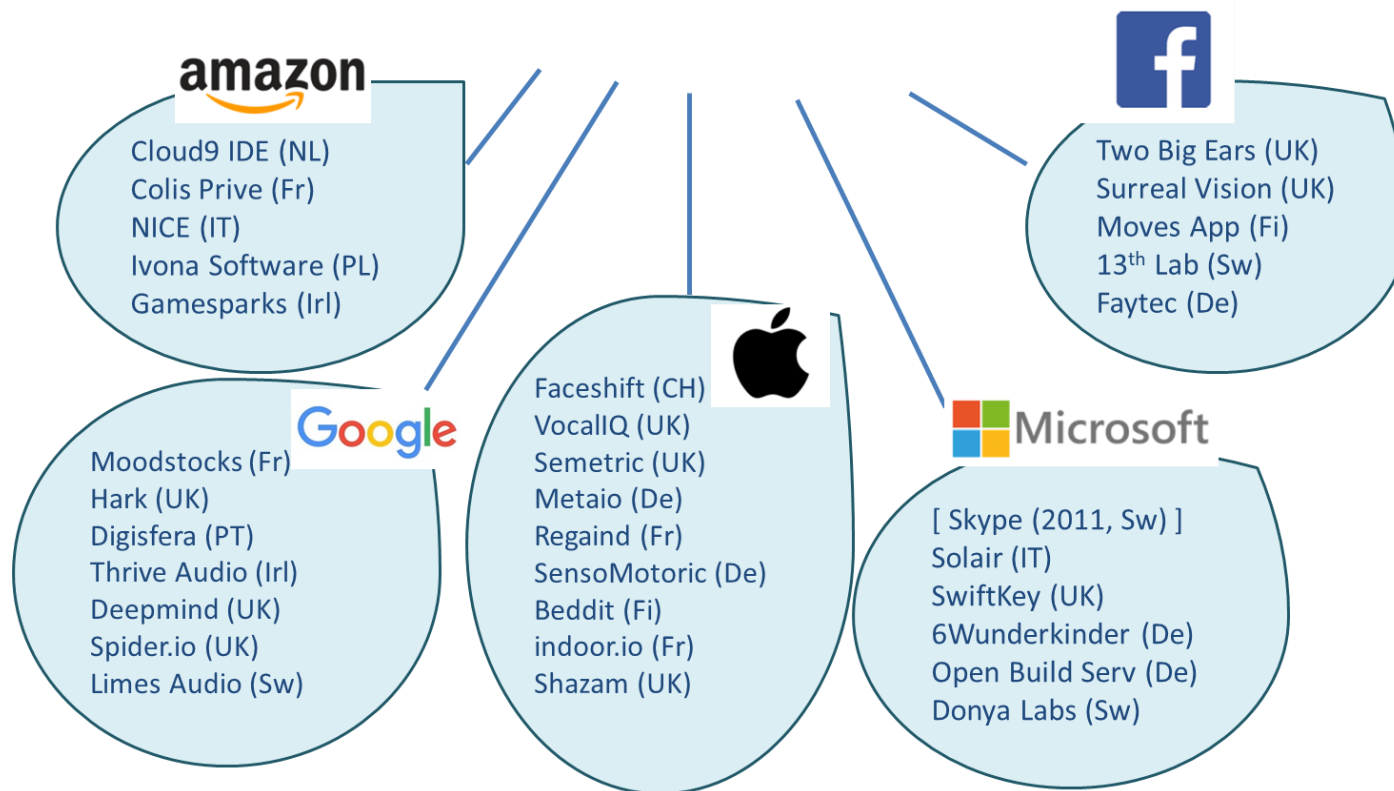 amazon
Cloud9 IDE (NL)
Colis Prive (Fr)
NICE (IT)
Ivona Software (PL)
Gamesparks (Irl)
f
Two Big Ears (UK)
Surreal Vision (UK)
Moves App (Fi)
13th Lab (Sw)
Faytec (De)
Google
Moodstocks (Fr)
Hark (UK)
Digisfera (PT)
Thrive Audio (Irl)
Deepmind (UK)
Spider.io (UK)
Limes Audio (Sw)
Faceshift (CH)
VocalIQ (UK)
Semetric (UK)
Metaio (De)
Regaind (Fr)
SensoMotoric (De)
Beddit (Fi)
indoor.io (Fr)
Shazam (UK)
Microsoft
[ Skype (2011, Sw) ]
Solair (IT)
SwiftKey (UK)
6Wunderkinder (De)
Open Build Serv (De)
Donya Labs (Sw)